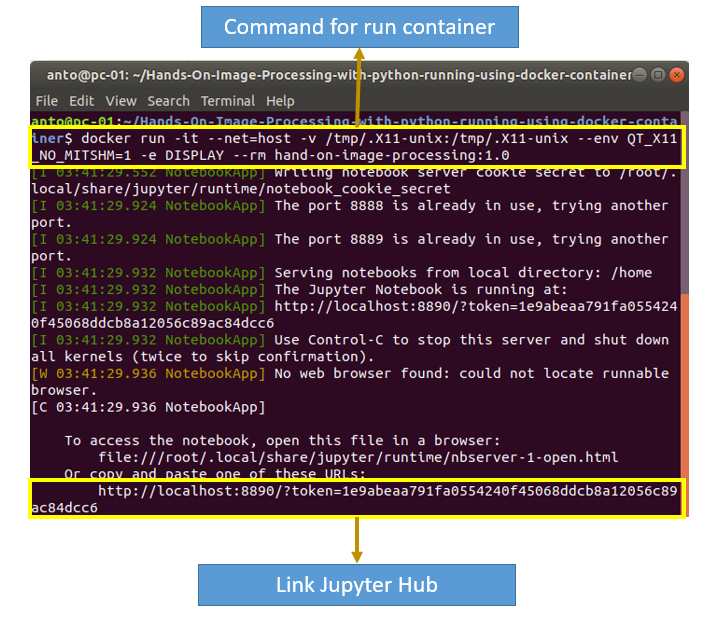 Command for run container
anto@pc-01: ~/Hands-On-Image-Processing-with-python-running-using-docker-container
File Edit View Search Terminal Help
anto@pc-01:~/Hands-On-Image-Processing-with-python-running-using-docker-conta
iner$ docker run -it --net=host -v /tmp/.X11-unix:/tmp/.X11-unix --env QT_X11
_NO_MITSHM=1 -e DISPLAY --rm hand-on-image-processing:1.0
[I 03:41:29.552 NotebookApp] Writing notebook server cookie secret to /root/.
local/share/jupyter/runtime/notebook_cookie_secret
[I 03:41:29.924 NotebookApp] The port 8888 is already in use, trying another
port.
[I 03:41:29.924 NotebookApp] The port 8889 is already in use, trying another
port.
[I 03:41:29.932 NotebookApp] Serving notebooks from local directory: /home
[I 03:41:29.932 NotebookApp] The Jupyter Notebook is running at:
[I 03:41:29.932 NotebookApp] http://localhost:8890/?token=1e9abeaa791fa055424
0f45068ddcb8a12056c89ac84dcc6
[I 03:41:29.932 NotebookApp] Use Control-C to stop this server and shut down
all kernels (twice to skip confirmation).
[W 03:41:29.936 NotebookApp] No web browser found: could not locate runnable
browser.
[C 03:41:29.936 NotebookApp]
To access the notebook, open this file in a browser:
file:///root/.local/share/jupyter/runtime/nbserver-1-open.html
Or copy and paste one of these URLs:
http://localhost:8890/?token=1e9abeaa791fa0554240f45068ddcb8a12056c89
ac84dcc6
Link Jupyter Hub